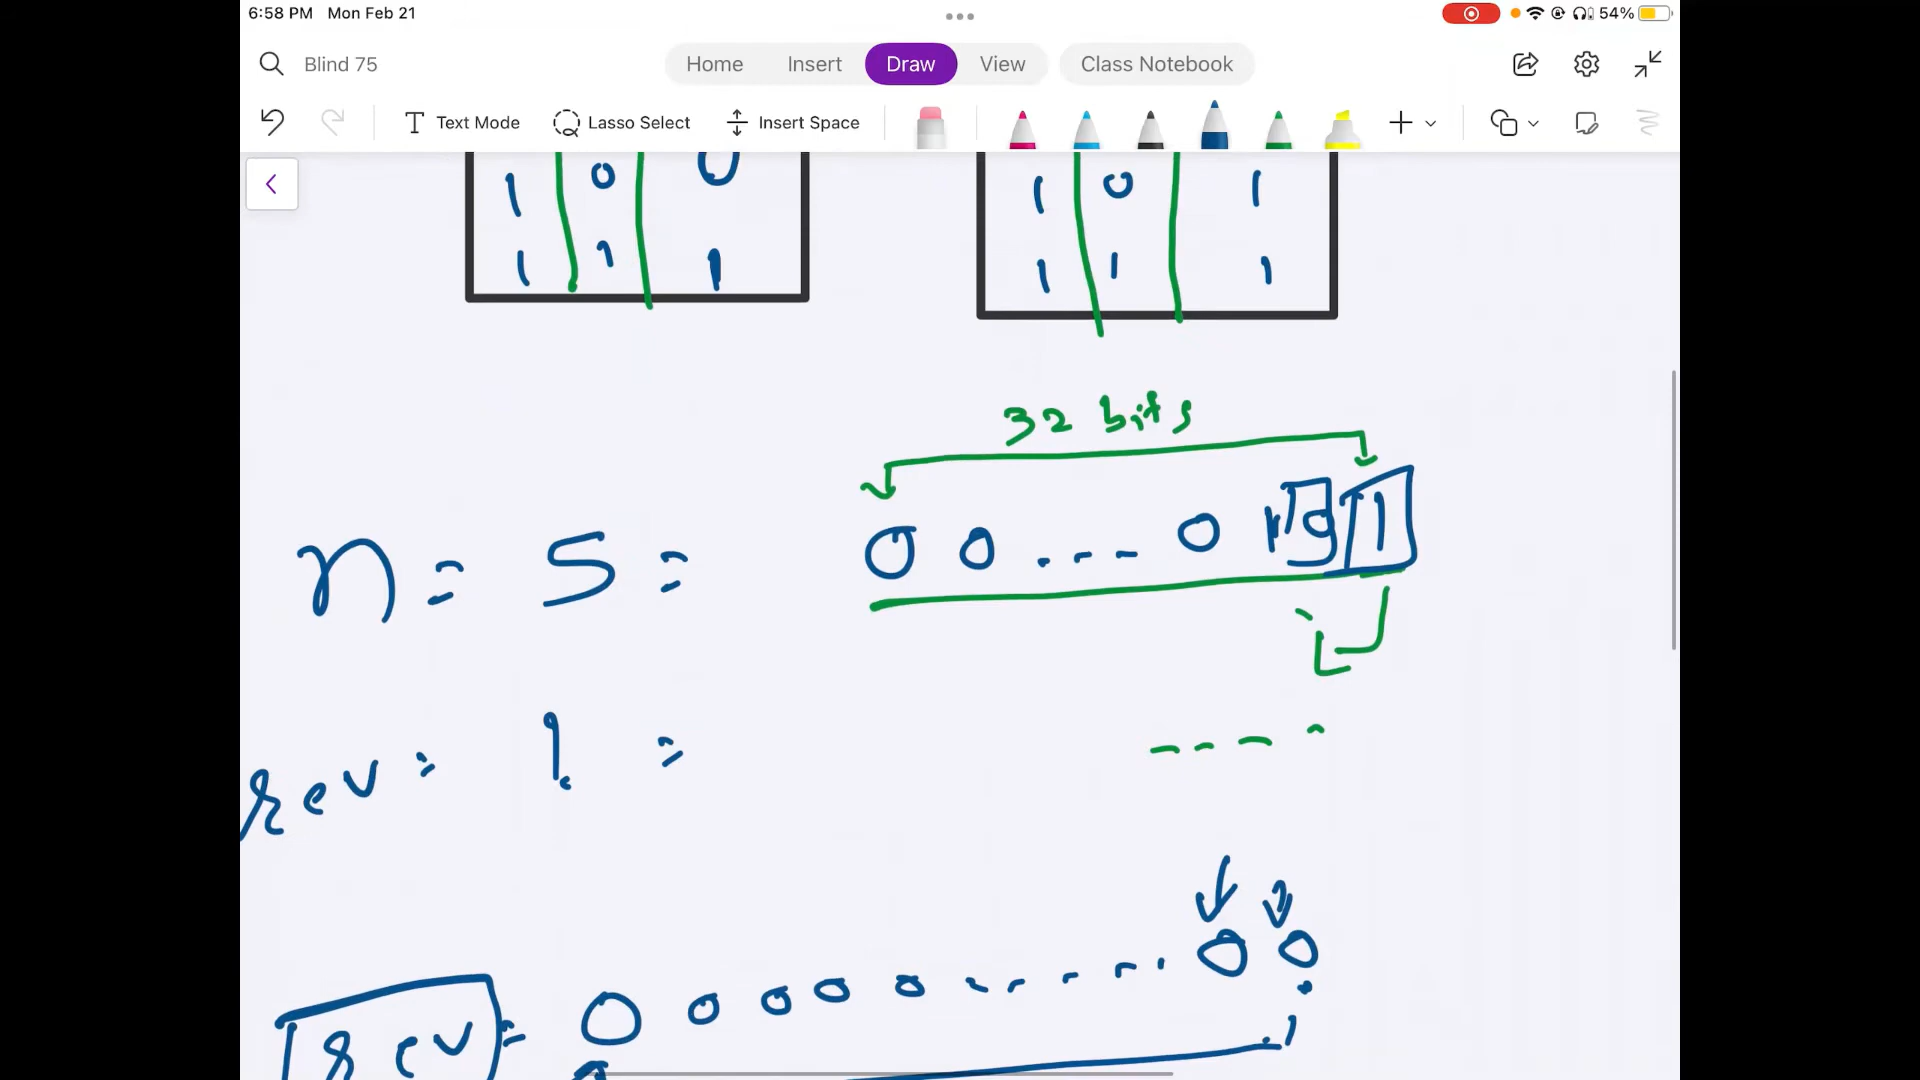 6:58 PM Mon Feb 21
54%
Blind 75
Home Insert Draw View Class Notebook
Text Mode Lasso Select Insert Space
1 0 0
1 1 1
1 0 1
1 1 1
32 bits
n = 5 = 0 0 ... - 0 1 0 1
rev = 1 =
- - - -
rev = 0 0 0 0 0 - - - - . 0 0
1